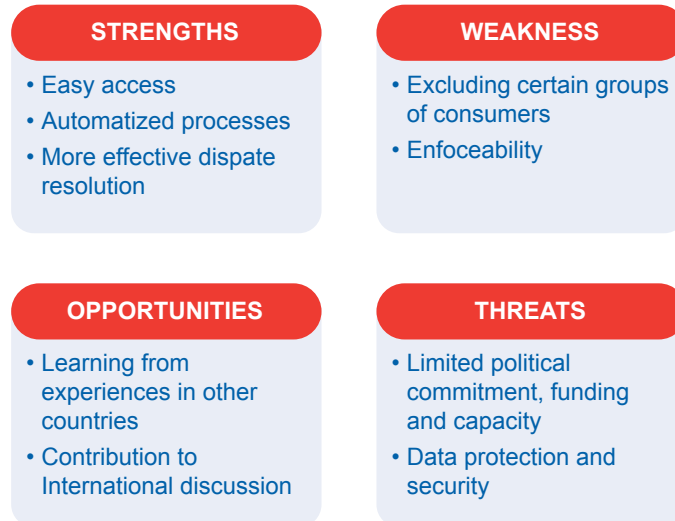 STRENGTHS
• Easy access
• Automatized processes
• More effective dispate
resolution
WEAKNESS
• Excluding certain groups
of consumers
• Enfoceability
OPPORTUNITIES
• Learning from
experiences in other
countries
• Contribution to
International discussion
THREATS
• Limited political
commitment, funding
and capacity
• Data protection and
security